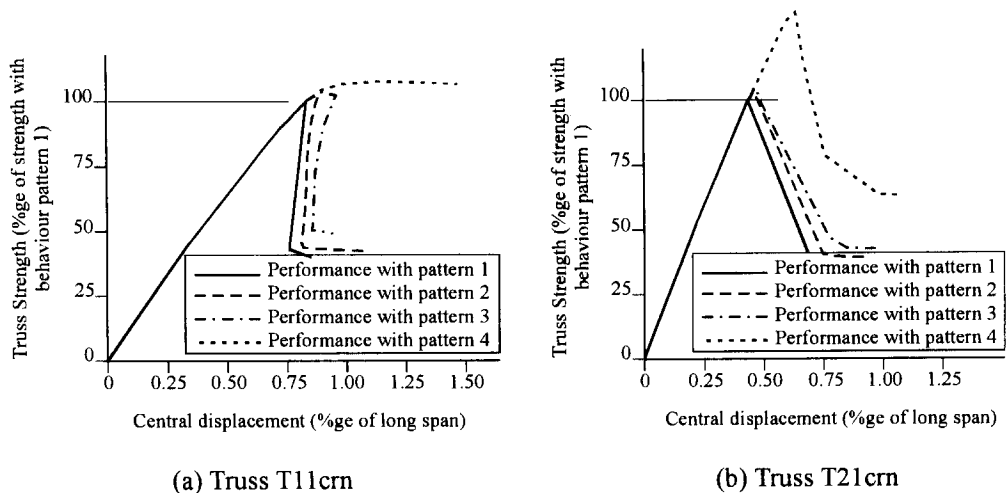 Truss Strength (%ge of strength with
behaviour pattern 1)
100
75
50
25
0
Performance with pattern 1
Performance with pattern 2
Performance with pattern 3
Performance with pattern 4
0 0.25 0.50 0.75 1.00 1.25 1.50
Central displacement (%ge of long span)
(a) Truss T11crn
Truss Strength (%ge of strength with
behaviour pattern 1)
100
75
50
25
0
Performance with pattern 1
Performance with pattern 2
Performance with pattern 3
Performance with pattern 4
0 0.25 0.50 0.75 1.00 1.25
Central displacement (%ge of long span)
(b) Truss T21crn